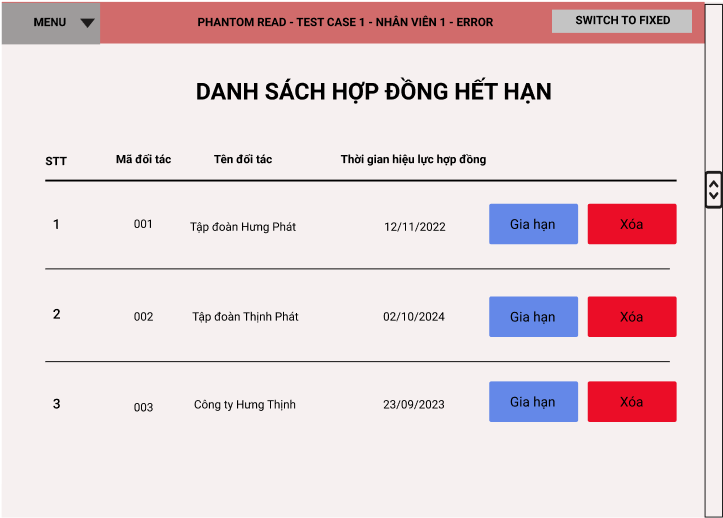 MENU
PHANTOM READ - TEST CASE 1 - NHÂN VIÊN 1 - ERROR
SWITCH TO FIXED
DANH SÁCH HỢP ĐỒNG HẾT HẠN
STT Mã đối tác Tên đối tác Thời gian hiệu lực hợp đồng
1 001 Tập đoàn Hưng Phát 12/11/2022 Gia hạn Xóa
2 002 Tập đoàn Thịnh Phát 02/10/2024 Gia hạn Xóa
3 003 Công ty Hưng Thịnh 23/09/2023 Gia hạn Xóa